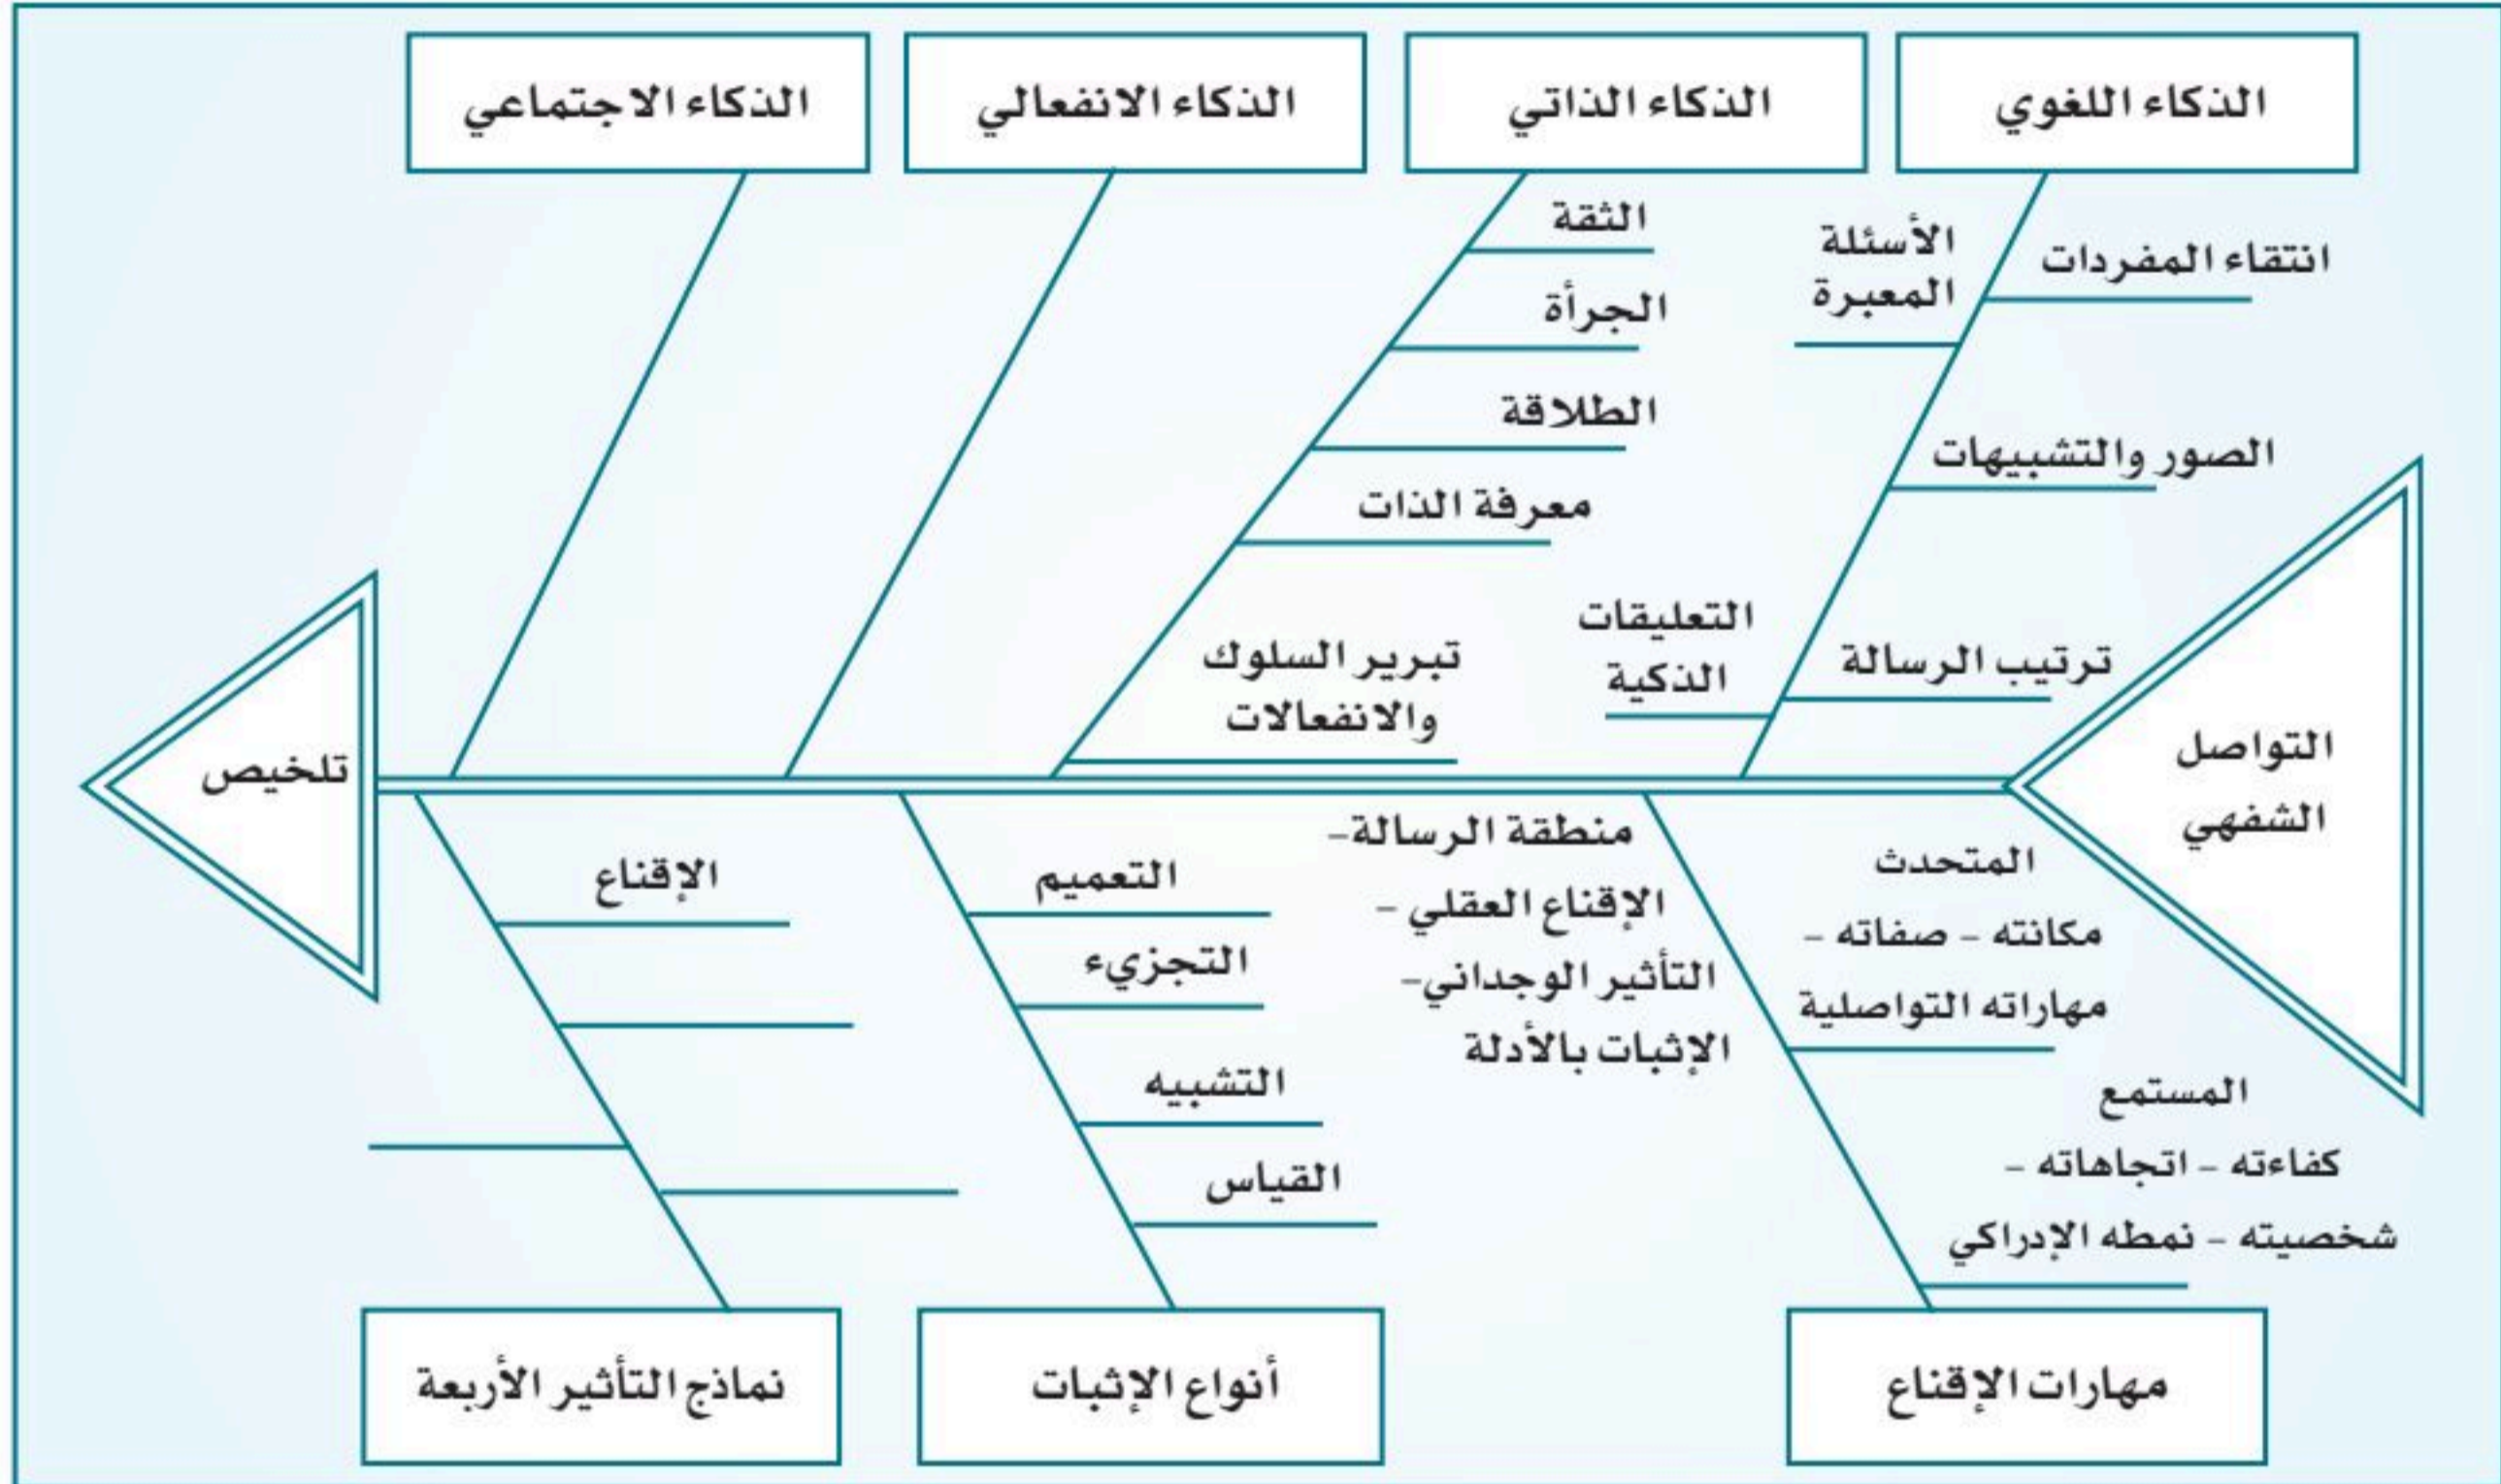 الذكاء اللغوي
الذكاء الذاتي
الذكاء الانفعالي
الذكاء الاجتماعي
انتقاء المفردات
الأسئلة
المعبرة
الصور والتشبيهات
ترتيب الرسالة
التعليقات
الذكية
الثقة
الجرأة
الطلاقة
معرفة الذات
تبرير السلوك
والانفعالات
التواصل
الشفهي
تلخيص
المتحدث
مكانته - صفاته -
مهاراته التواصلية
المستمع
كفاءته - اتجاهاته -
شخصيته - نمطه الإدراكي
منطقة الرسالة-
الإقناع العقلي -
التأثير الوجداني-
الإثبات بالأدلة
التعميم
التجزيء
التشبيه
القياس
الإقناع
مهارات الإقناع
أنواع الإثبات
نماذج التأثير الأربعة